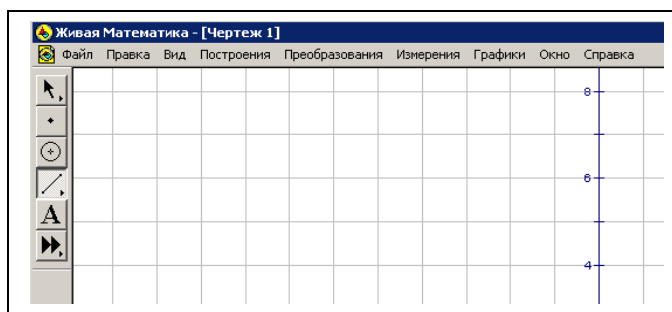 Живая Математика - [Чертеж 1]
Файл Правка Вид Построения Преобразования Измерения Графики Окно Справка
8
6
A
4